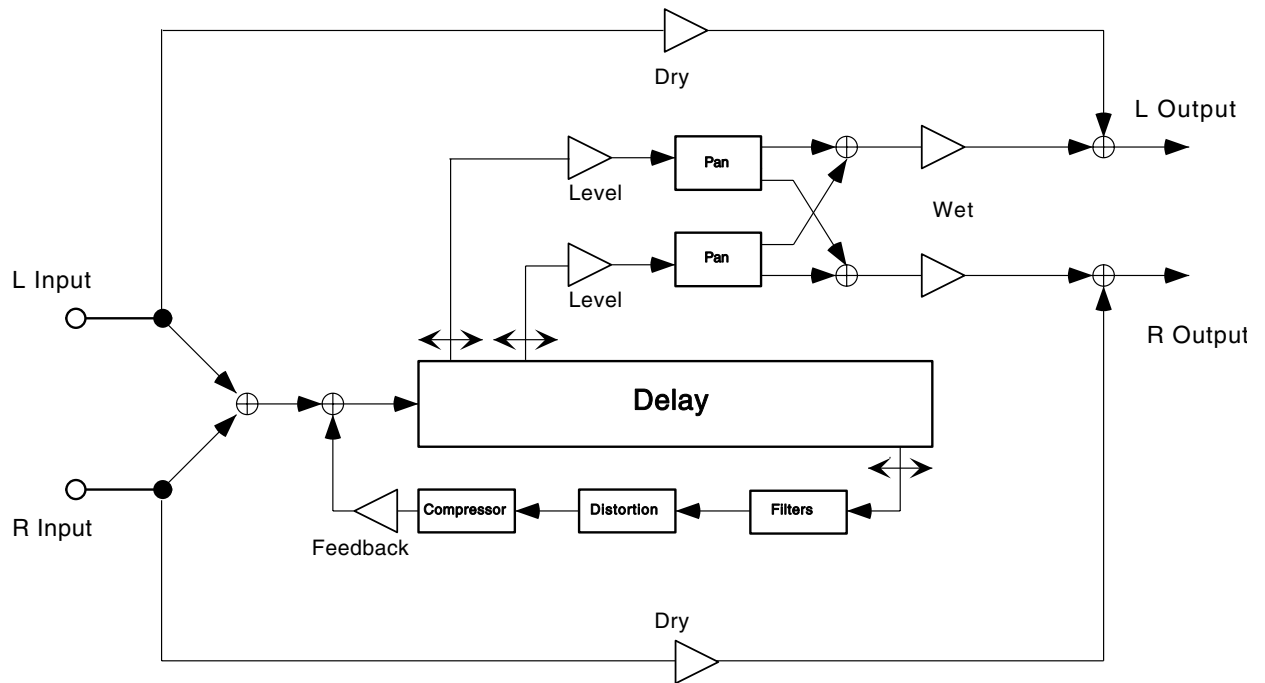 Dry
L Output
Pan
Level
Wet
Pan
L Input
Level
R Output
Delay
Compressor
Distortion
Filters
R Input
Feedback
Dry